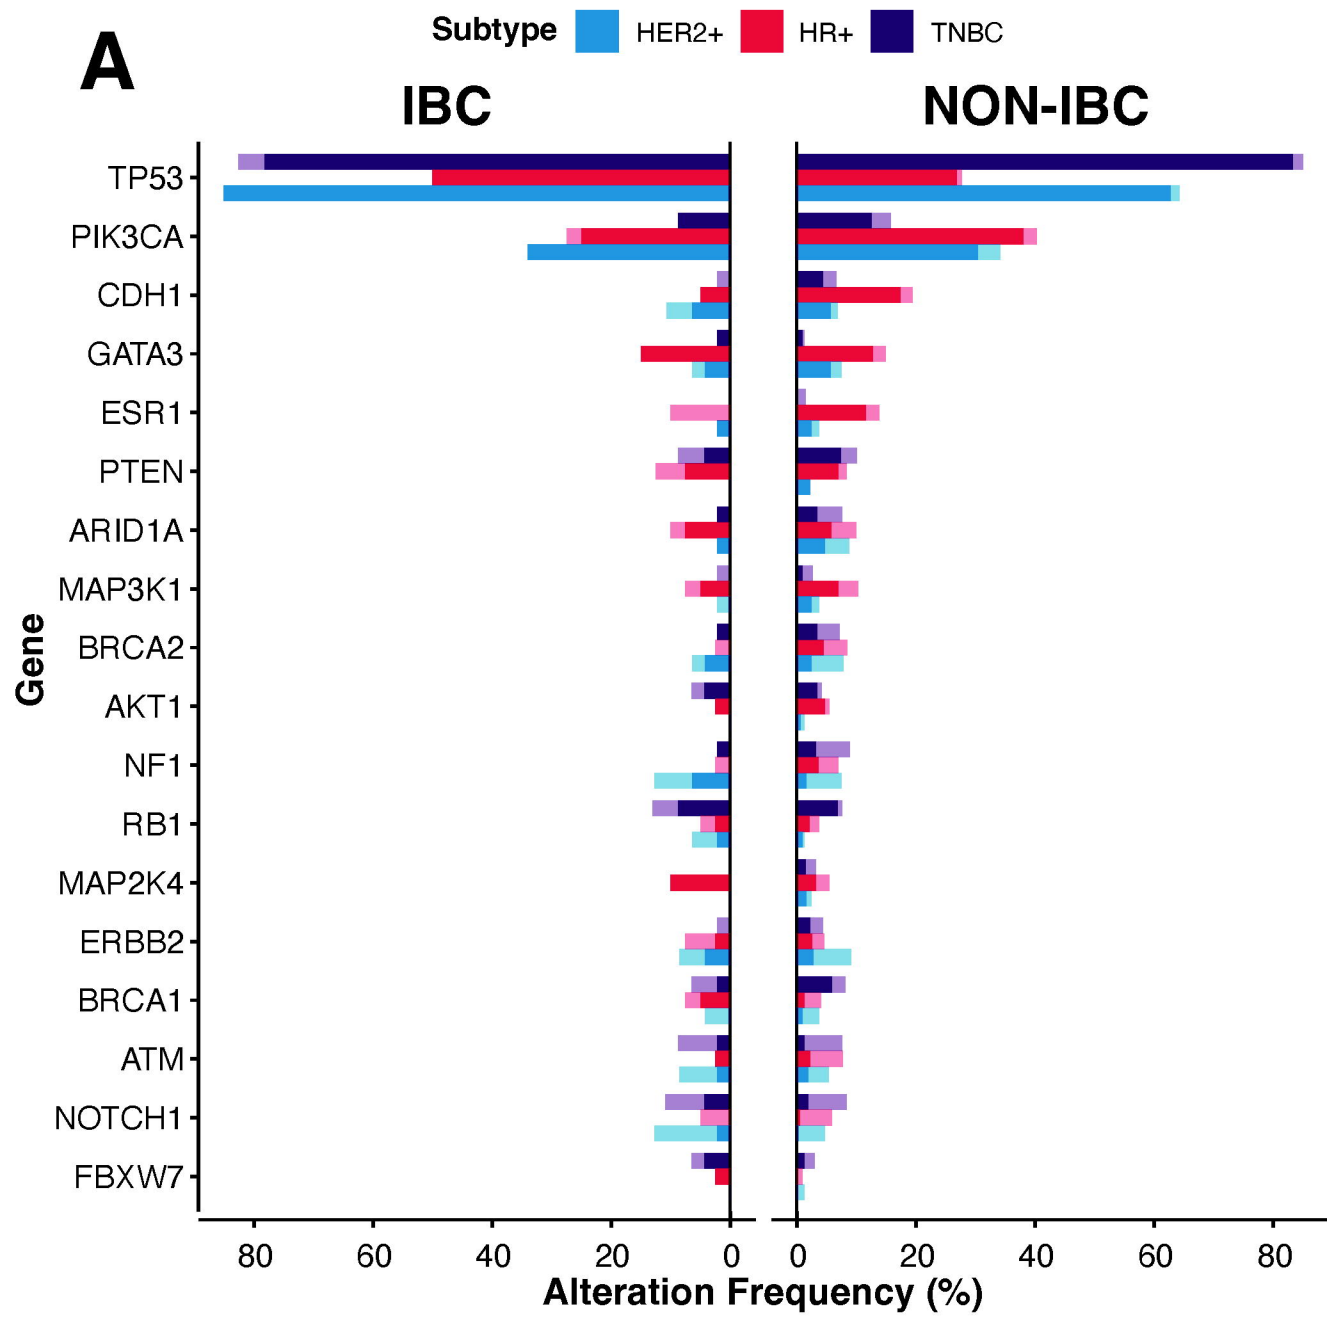 A
Subtype HER2+ HR+ TNBC
IBC NON-IBC
TP53
PIK3CA
CDH1
GATA3
ESR1
PTEN
ARID1A
MAP3K1
BRCA2
AKT1
NF1
RB1
MAP2K4
ERBB2
BRCA1
ATM
NOTCH1
FBXW7
Gene
80 60 40 20 0 0 20 40 60 80
Alteration Frequency (%)